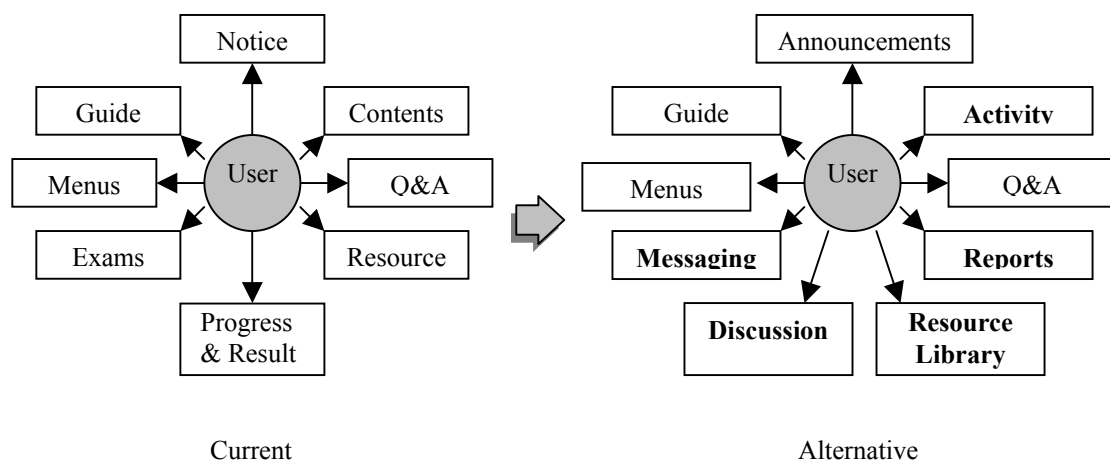 Notice
Guide
Contents
User
Menus
Q&A
Exams
Resource
Progress
& Result
Current
Announcements
Guide
Activity
User
Menus
Q&A
Messaging
Reports
Discussion
Resource
Library
Alternative